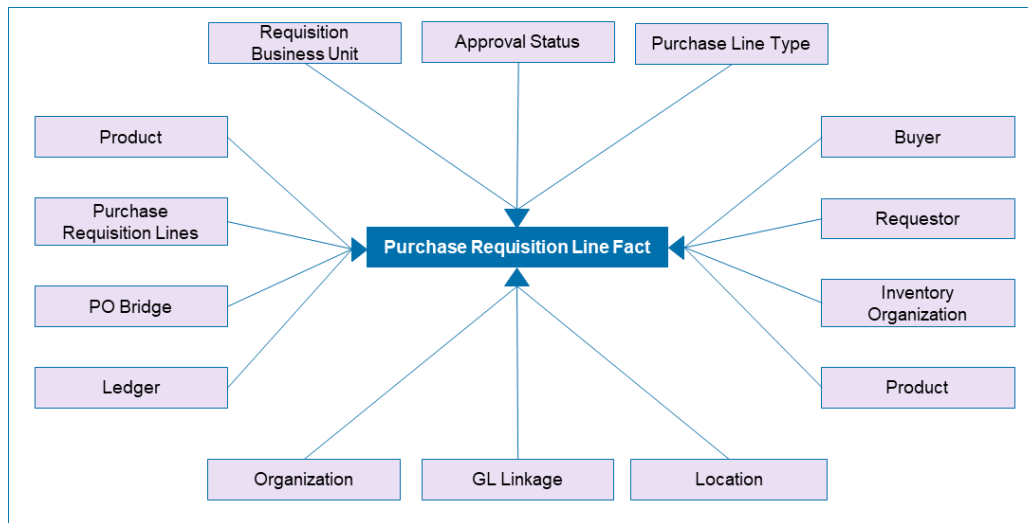 Requisition
Business Unit
Approval Status
Purchase Line Type
Product
Buyer
Purchase
Requisition Lines
Requestor
Purchase Requisition Line Fact
PO Bridge
Inventory
Organization
Ledger
Product
Organization
GL Linkage
Location